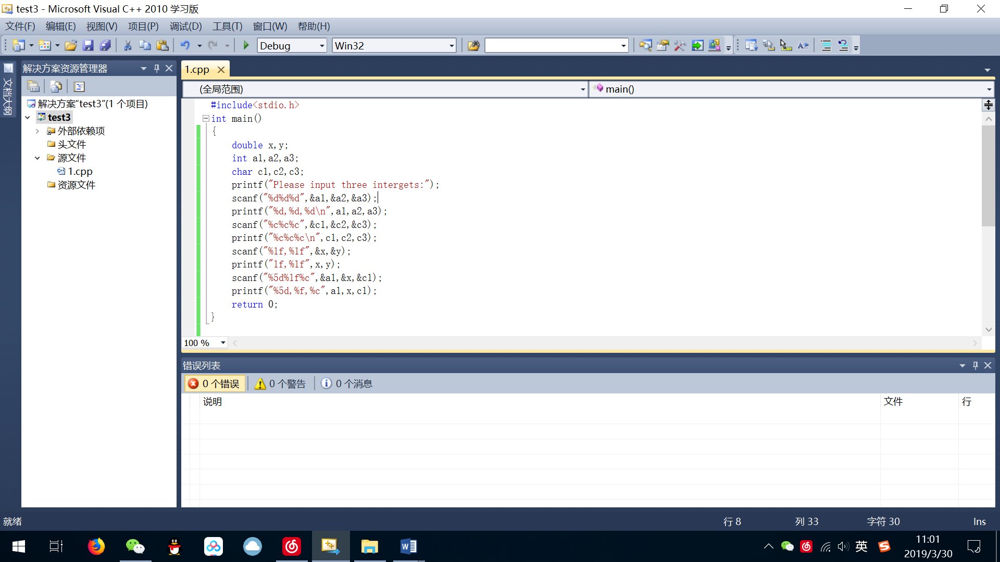 test3 - Microsoft Visual C++ 2010 学习版
文件(F) 编辑(E) 视图(V) 项目(P) 调试(D) 工具(T) 窗口(W) 帮助(H)
Debug Win32
文档大纲
解决方案资源管理器
解决方案“test3”(1 个项目)
test3
外部依赖项
头文件
源文件
1.cpp
资源文件
1.cpp
(全局范围) main()
#include<stdio.h>
int main()
{
double x,y;
int a1,a2,a3;
char c1,c2,c3;
printf("Please input three intergets:");
scanf("%d%d%d",&a1,&a2,&a3);
printf("%d,%d,%d\n",a1,a2,a3);
scanf("%c%c%c",&c1,&c2,&c3);
printf("%c%c%c\n",c1,c2,c3);
scanf("%lf,%lf",&x,&y);
printf("lf,%lf",x,y);
scanf("%5d%lf%c",&a1,&x,&c1);
printf("%5d,%f,%c",a1,x,c1);
return 0;
}
100 %
错误列表
0 个错误 0 个警告 0 个消息
说明 文件 行
就绪 行 8 列 33 字符 30 Ins
英
11:01
2019/3/30